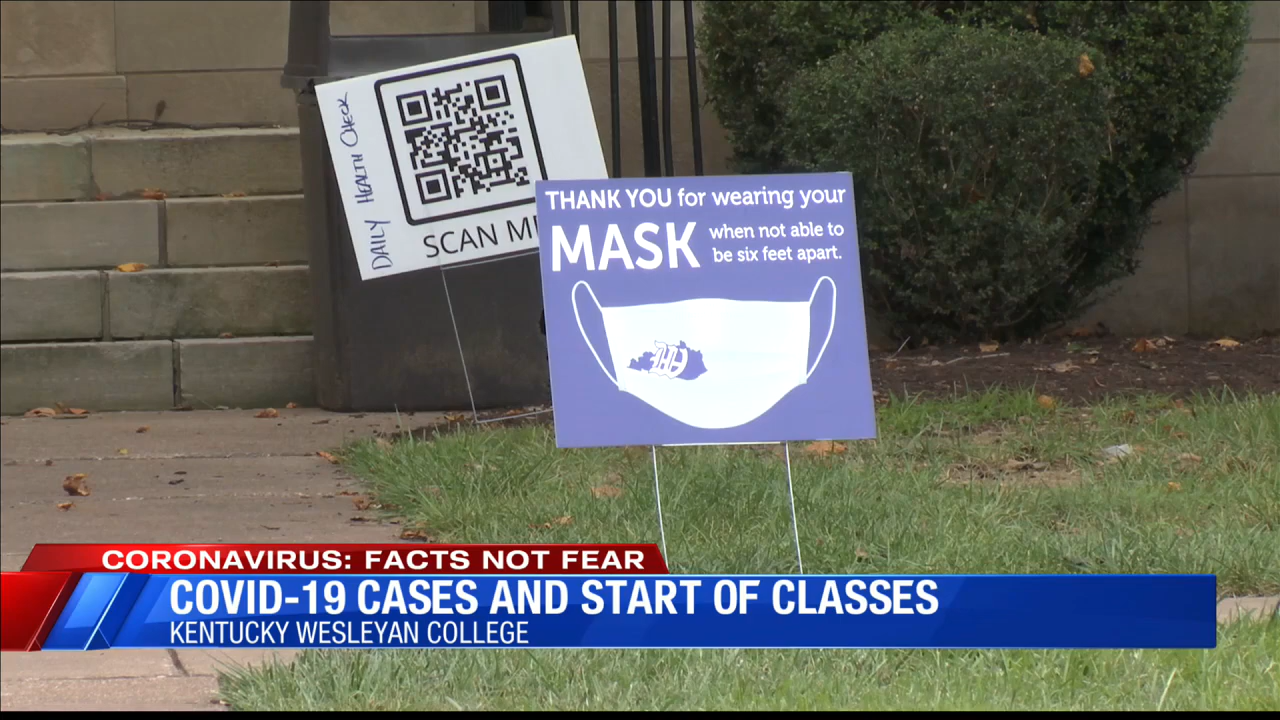 DAILY HEALTH CHECK
SCAN
THANK YOU for wearing your
MASK when not able to
be six feet apart.
W
CORONAVIRUS: FACTS NOT FEAR
COVID-19 CASES AND START OF CLASSES
KENTUCKY WESLEYAN COLLEGE